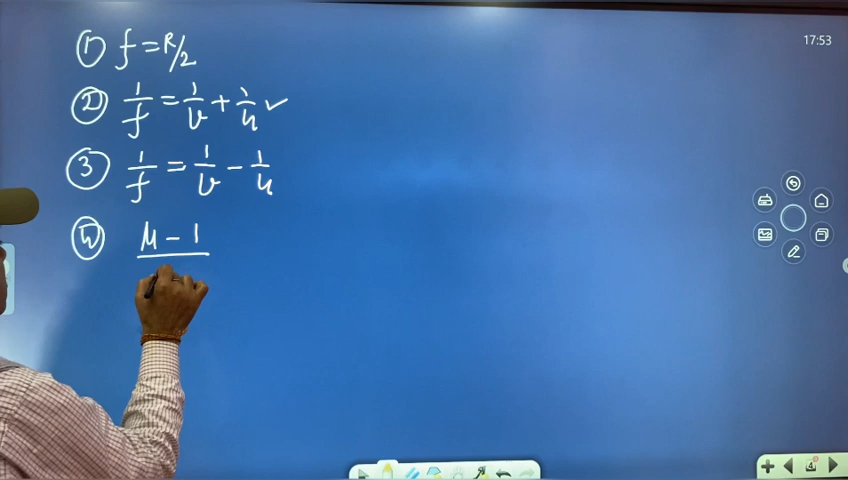 17:53
① f = R/2
② 1/f = 1/v + 1/u ✓
③ 1/f = 1/v - 1/u
④ μ - 1